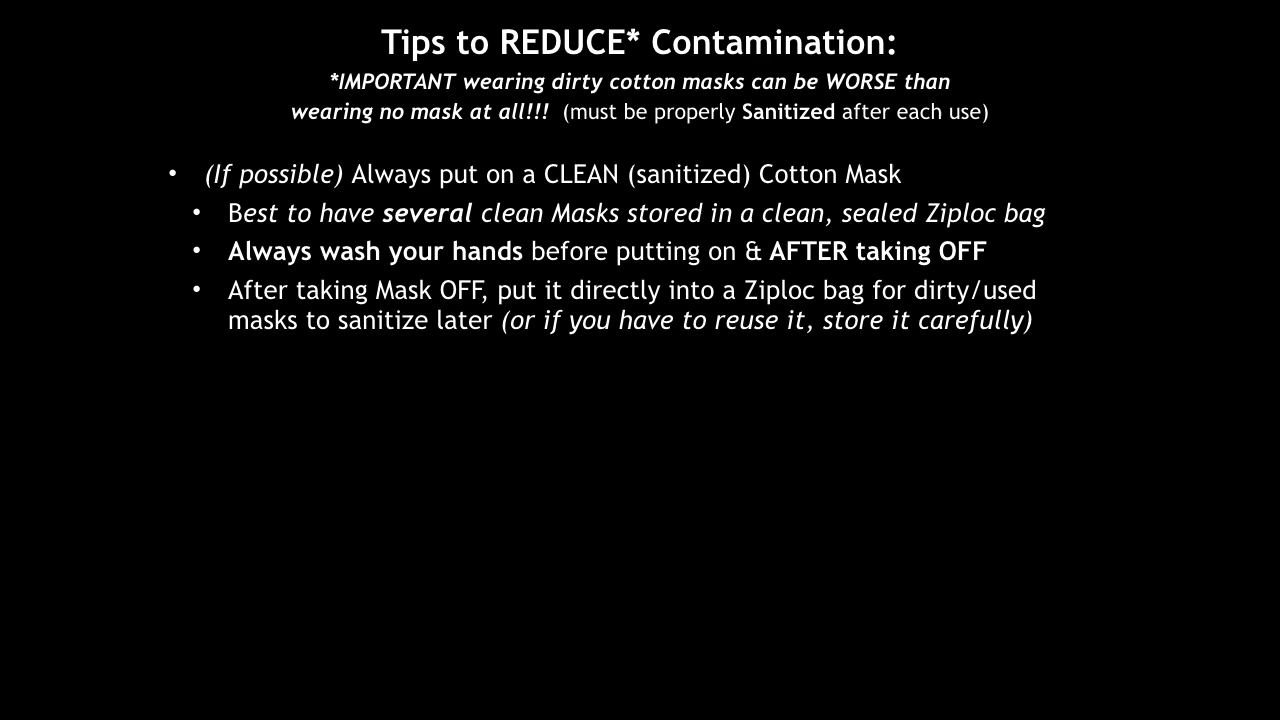 Tips to REDUCE* Contamination:
*IMPORTANT wearing dirty cotton masks can be WORSE than
wearing no mask at all!!! (must be properly Sanitized after each use)
• (If possible) Always put on a CLEAN (sanitized) Cotton Mask
• Best to have several clean Masks stored in a clean, sealed Ziploc bag
• Always wash your hands before putting on & AFTER taking OFF
• After taking Mask OFF, put it directly into a Ziploc bag for dirty/used
masks to sanitize later (or if you have to reuse it, store it carefully)